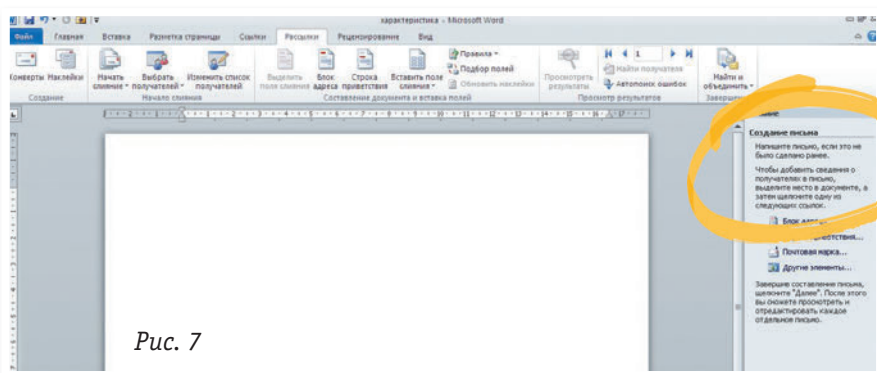 характеристика - Microsoft Word
Файл Главная Вставка Разметка страницы Ссылки Рассылки Рецензирование Вид
Конверты Наклейки
Начать слияние Выбрать получателей Изменить список получателей
Выделить поля слияния Блок адреса Строка приветствия Вставить поле слияния
Правила
Подбор полей
Обновить наклейки
Просмотреть результаты
1
Найти получателя
Автопоиск ошибок
Найти и объединить
Создание Начало слияния Составление документа и вставка полей Просмотр результатов
Создание письма
Напишите письмо, если это не
было сделано ранее.
Чтобы добавить сведения о
получателях в письмо,
выделите место в документе, а
затем щелкните одну из
следующих ссылок.
Блок
Почтовая марка...
Другие элементы...
Завершив составление письма,
щелкните "Далее". После этого
вы сможете просмотреть и
отредактировать каждое
отдельное письмо.
Рис. 7